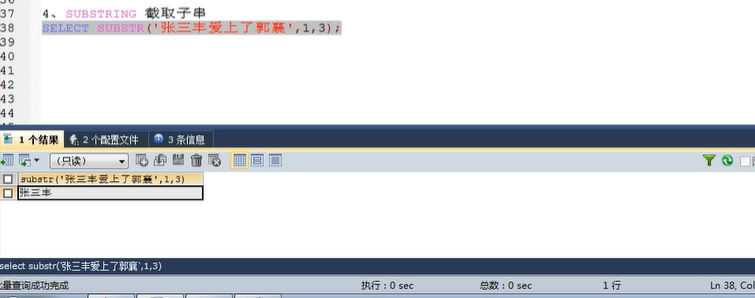 37 4、SUBSTRING 截取子串
38 SELECT SUBSTR('张三丰爱上了郭襄',1,3);
39
40
41
42
43
44
1 个结果 2 个配置文件 3 条信息
(只读)
substr('张三丰爱上了郭襄',1,3)
张三丰
select substr('张三丰爱上了郭襄',1,3)
量查询成功完成 执行：0 sec 总数：0 sec 1 行 Ln 38, Col